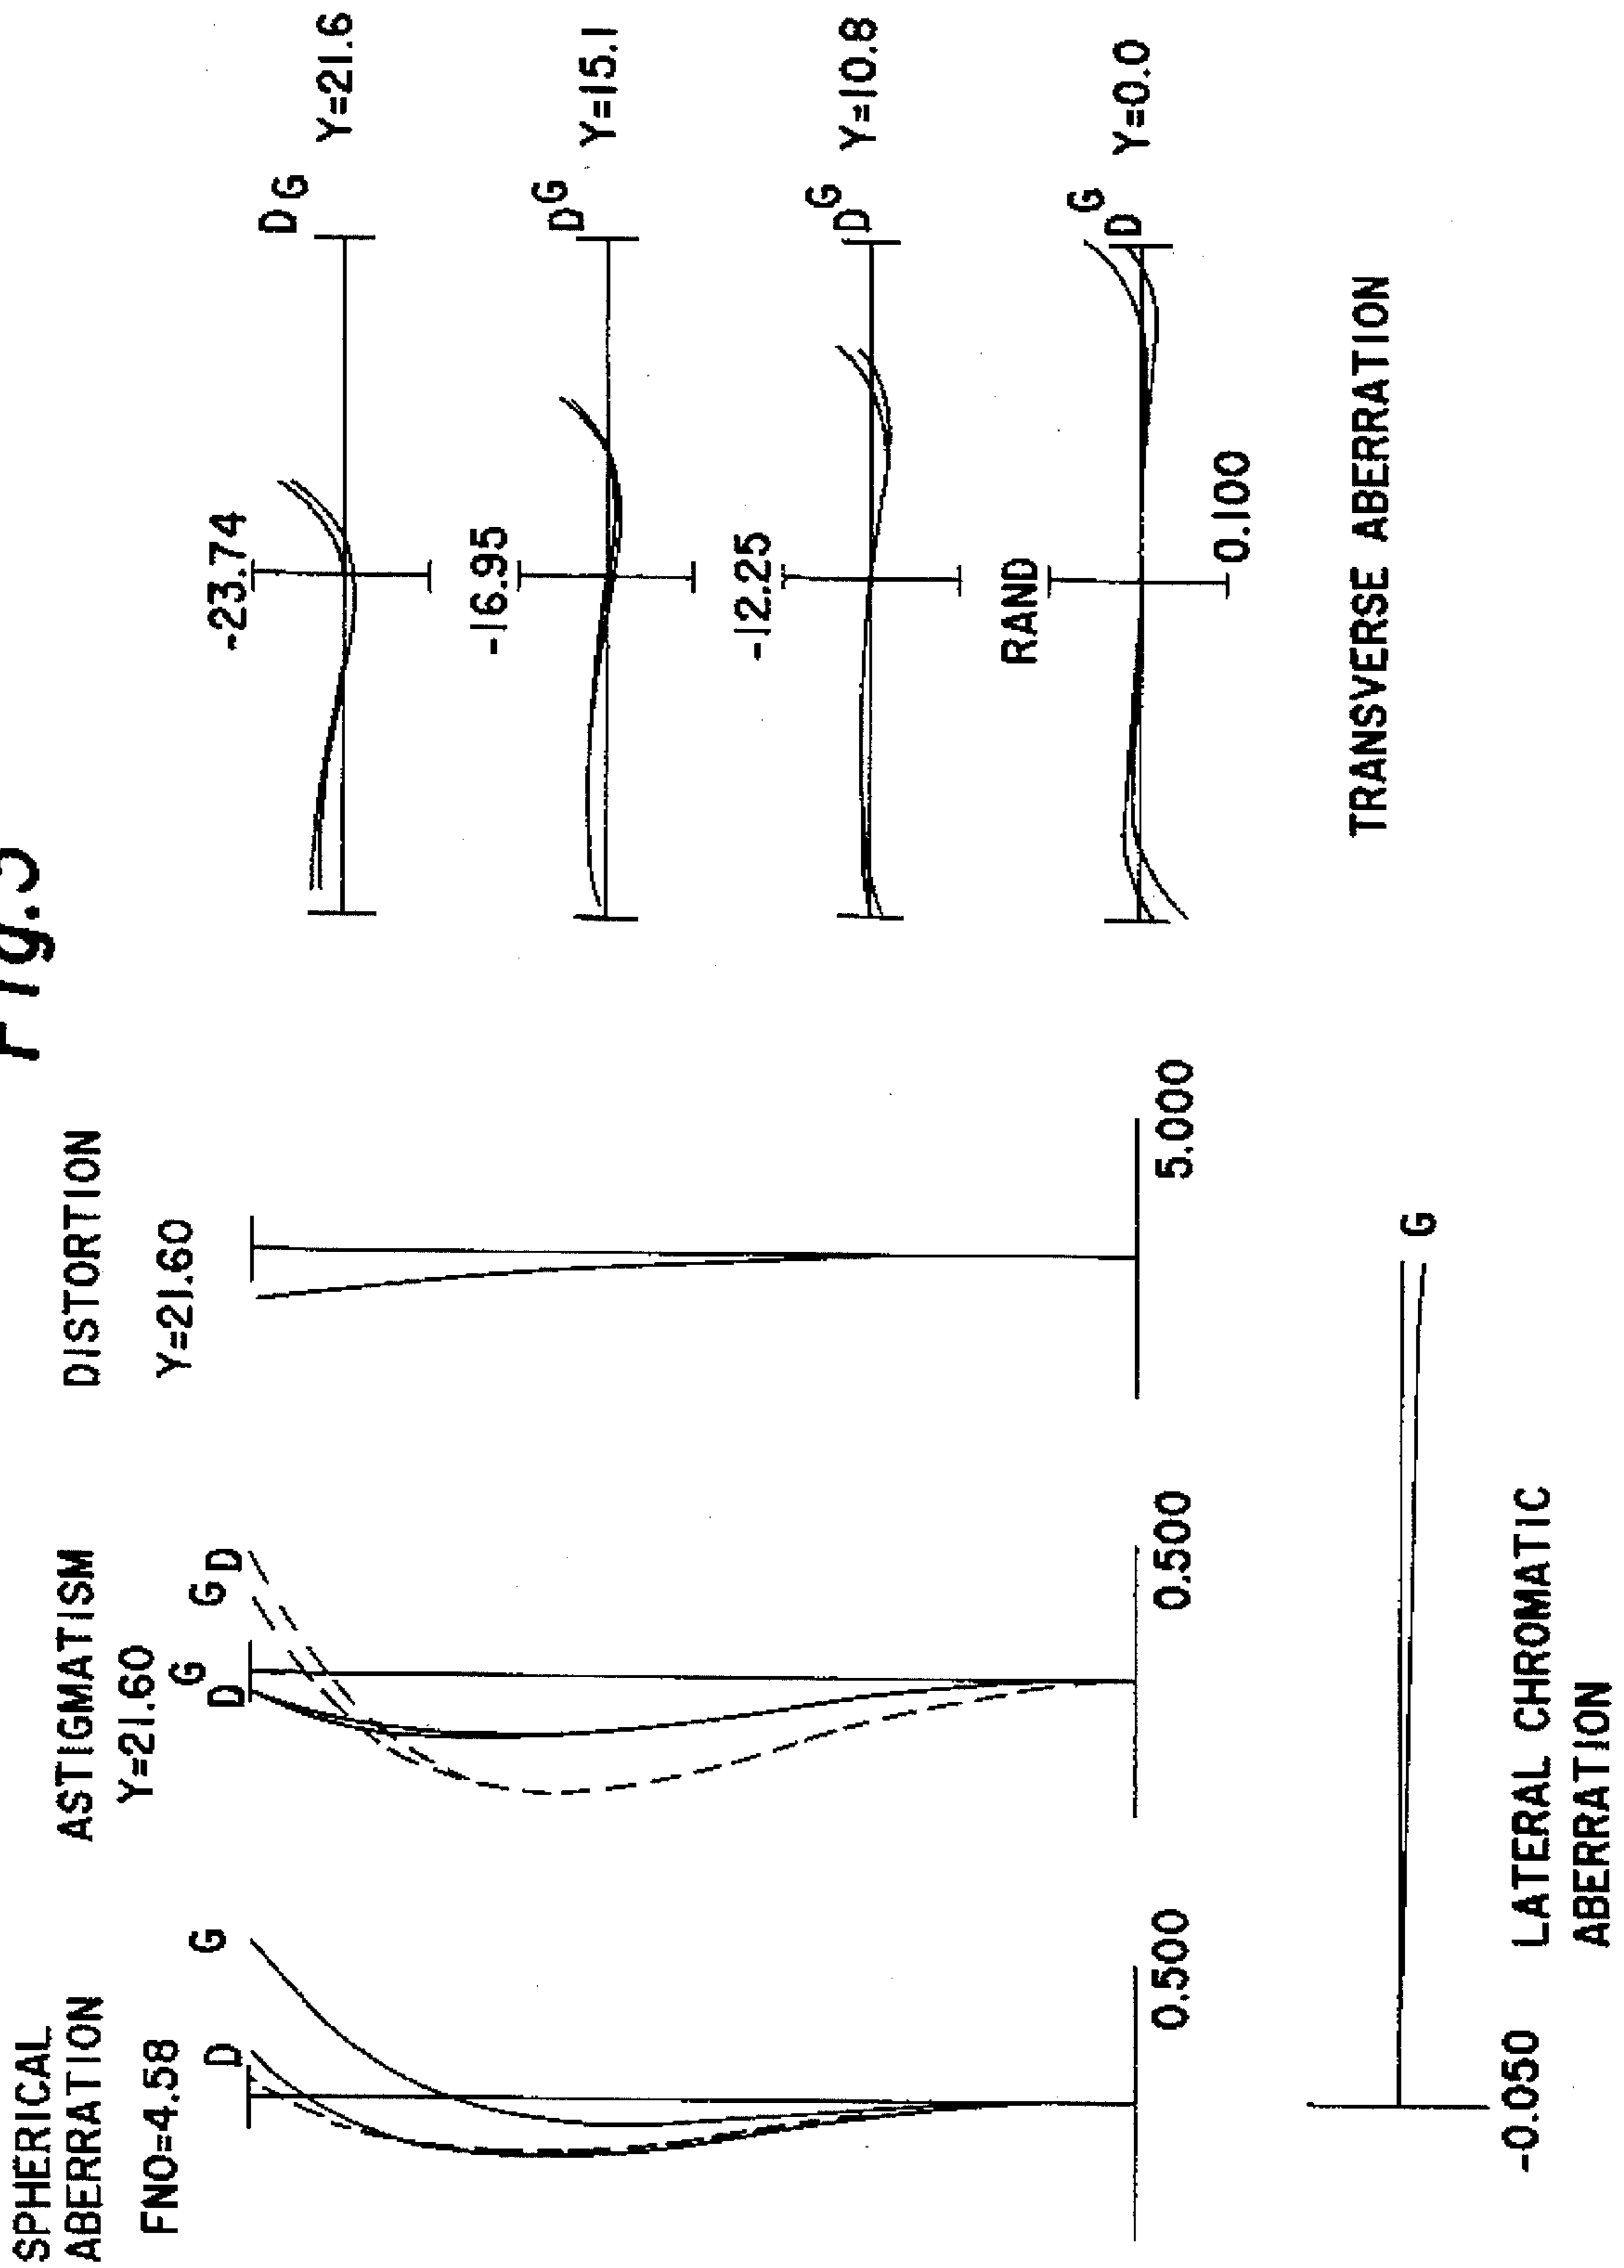 Fig.5
SPHERICAL
ABERRATION
FNO=4.58
D
G
0.500
ASTIGMATISM
Y=21.60
D
G
G
D
0.500
DISTORTION
Y=21.60
5.000
-23.74
D
G
Y=21.6
-16.95
D
G
Y=15.1
-12.25
D
G
Y=10.8
RAND
D
G
Y=0.0
0.100
TRANSVERSE ABERRATION
G
-0.050
LATERAL CHROMATIC
ABERRATION